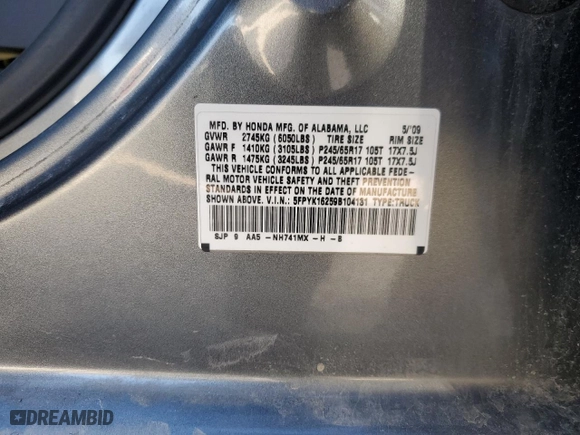 MFD. BY HONDA MFG. OF ALABAMA, LLC 5/'09
GVWR 2745KG (6050LBS) TIRE SIZE RIM SIZE
GAWR F 1410KG (3105LBS) P245/65R17 105T 17X7.5J
GAWR R 1475KG (3245LBS) P245/65R17 105T 17X7.5J
THIS VEHICLE CONFORMS TO ALL APPLICABLE FEDE-
RAL MOTOR VEHICLE SAFETY AND THEFT PREVENTION
STANDARDS IN EFFECT ON THE DATE OF MANUFACTURE
SHOWN ABOVE. V.I.N.: 5FPYK16259B104131 TYPE:TRUCK
SJP 9 AA5 -NH741MX -H -B
© DREAMBID